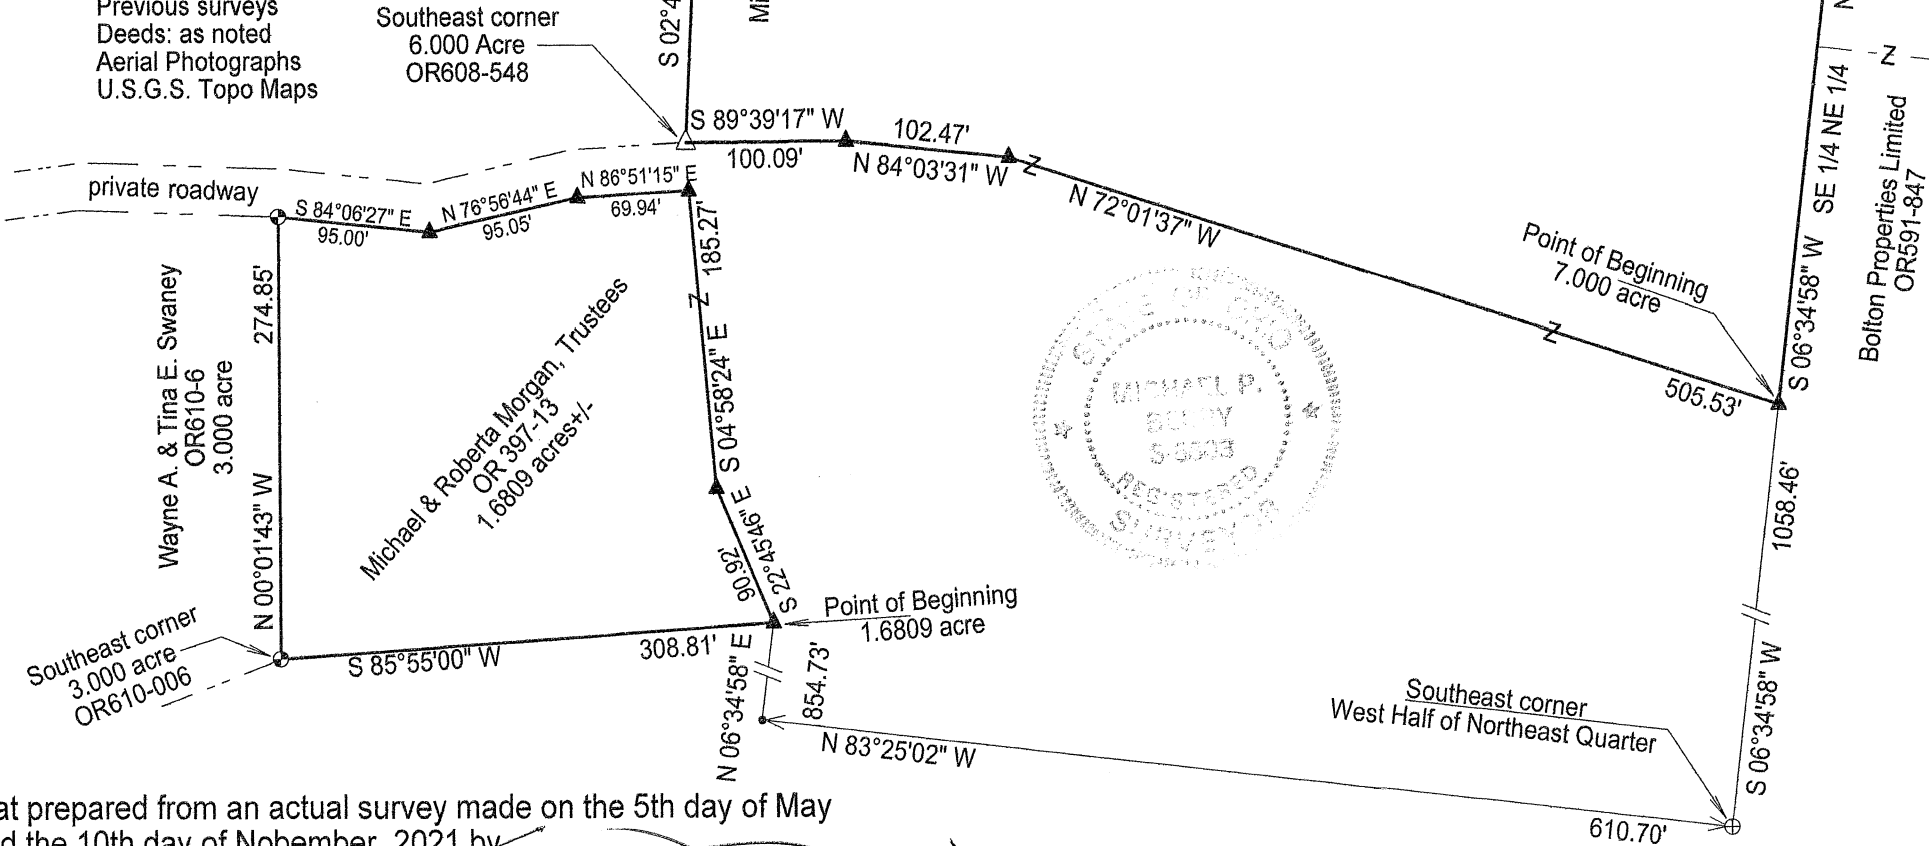 Previous surveys
Deeds: as noted
Aerial Photographs
U.S.G.S. Topo Maps
Southeast corner
6.000 Acre
OR608-548
S 02°4
Mi
N
Z
S 89°39'17" W
100.09'
102.47'
N 84°03'31" W
Z
N 72°01'37" W
Z
505.53'
Point of Beginning
7.000 acre
S 06°34'58" W
SE 1/4 NE 1/4
Bolton Properties Limited
OR591-847
private roadway
S 84°06'27" E
95.00'
N 76°56'44" E
95.05'
N 86°51'15" E
69.94'
185.27'
Z
S 04°58'24" E
S 22°45'46" E
90.92'
274.85'
N 00°01'43" W
Wayne A. & Tina E. Swaney
OR610-6
3.000 acre
Michael & Roberta Morgan, Trustees
OR 397-13
1.6809 acres+/-
STATE OF OHIO
MICHAEL P.
REGISTERED
SURVEYOR
1058.46'
S 06°34'58" W
Southeast corner
3.000 acre
OR610-006
S 85°55'00" W
308.81'
Point of Beginning
1.6809 acre
N 06°34'58" E
854.73'
N 83°25'02" W
610.70'
Southeast corner
West Half of Northeast Quarter
at prepared from an actual survey made on the 5th day of May
d the 10th day of Nobember, 2021 by